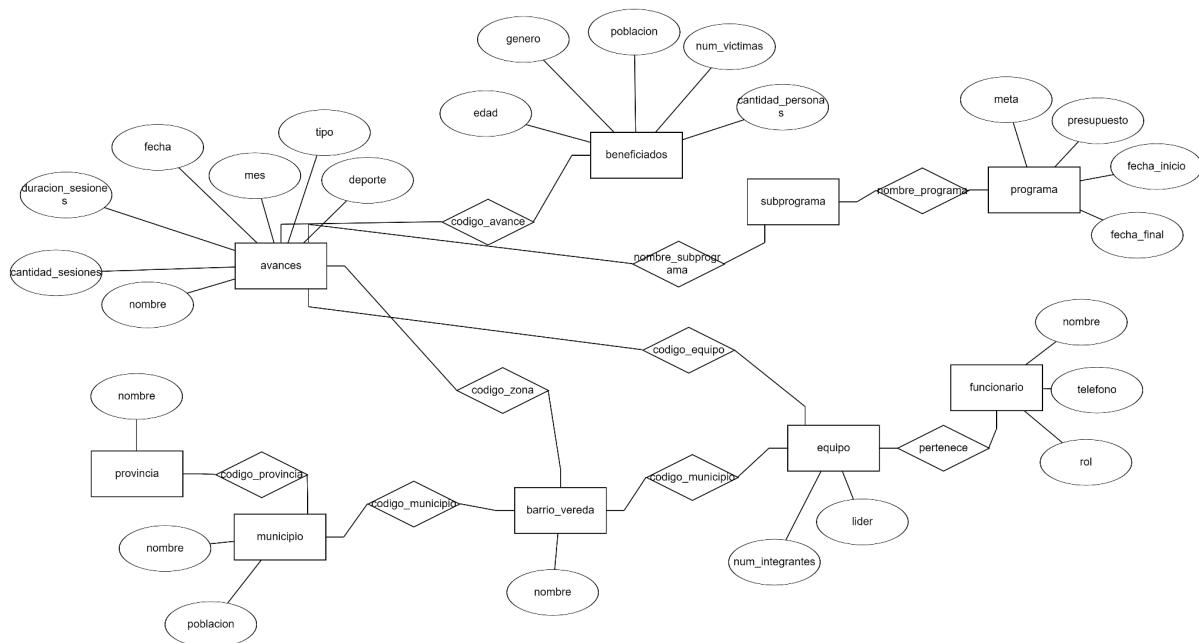 poblacion
genero
num_victimas
cantidad_persona
s
meta
edad
tipo
presupuesto
fecha
beneficiados
fecha_inicio
mes
deporte
duracion_sesione
s
nombre_programa
programa
subprograma
codigo_avance
fecha_final
avances
nombre_subprogr
ama
cantidad_sesiones
nombre
nombre
codigo_equipo
codigo_zona
funcionario
telefono
nombre
equipo
pertenece
rol
provincia
codigo_provincia
codigo_municipio
codigo_municipio
barrio_vereda
lider
municipio
nombre
num_integrantes
nombre
poblacion